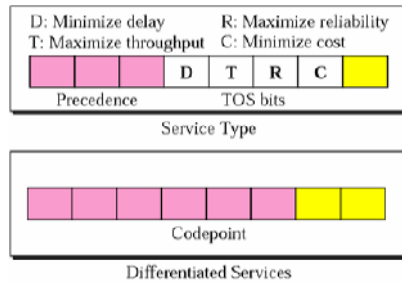 D: Minimize delay R: Maximize reliability
T: Maximize throughput C: Minimize cost
D T R C
Precedence TOS bits
Service Type
Codepoint
Differentiated Services